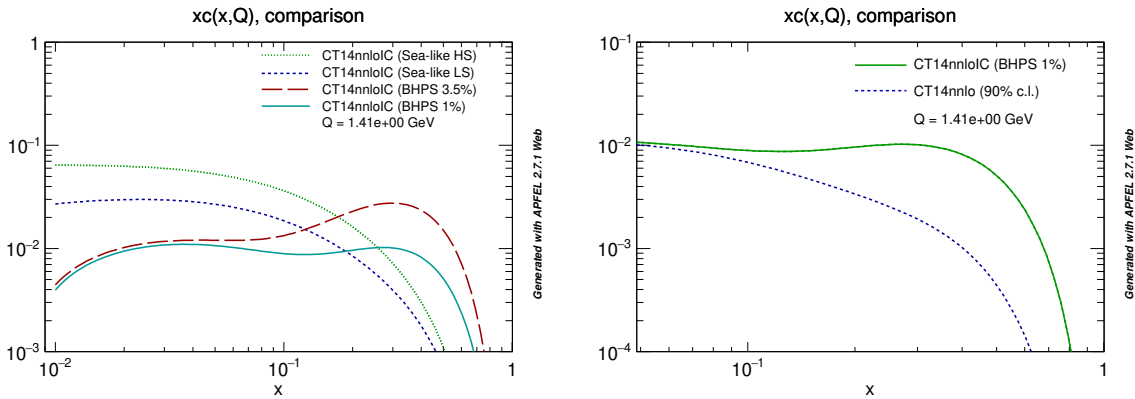 xc(x,Q), comparison
1
CT14nnloIC (Sea-like HS)
CT14nnloIC (Sea-like LS)
CT14nnloIC (BHPS 3.5%)
CT14nnloIC (BHPS 1%)
Q = 1.41e+00 GeV
10⁻¹
10⁻²
10⁻³
10⁻² 10⁻¹ 1
x
Generated with APFEL 2.7.1 Web
xc(x,Q), comparison
10⁻¹
CT14nnloIC (BHPS 1%)
CT14nnlo (90% c.l.)
Q = 1.41e+00 GeV
10⁻²
10⁻³
10⁻⁴
10⁻¹ 1
x
Generated with APFEL 2.7.1 Web